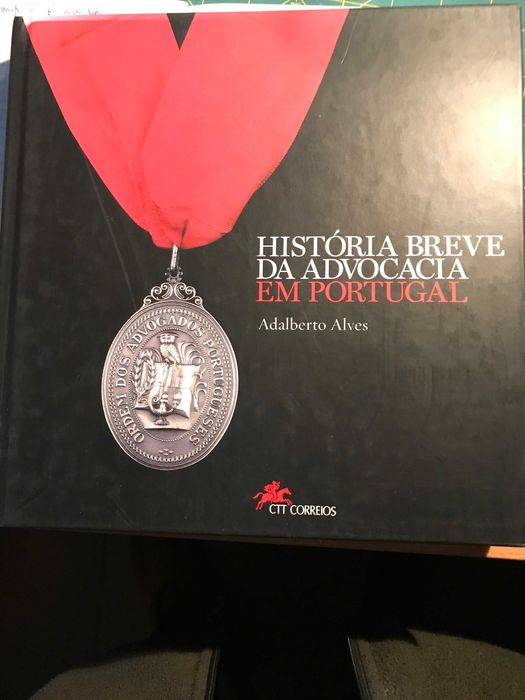 HISTÓRIA BREVE
DA ADVOCACIA
EM PORTUGAL
Adalberto Alves
ORDEM DOS ADVOGADOS PORTUGUESES
CTT CORREIOS